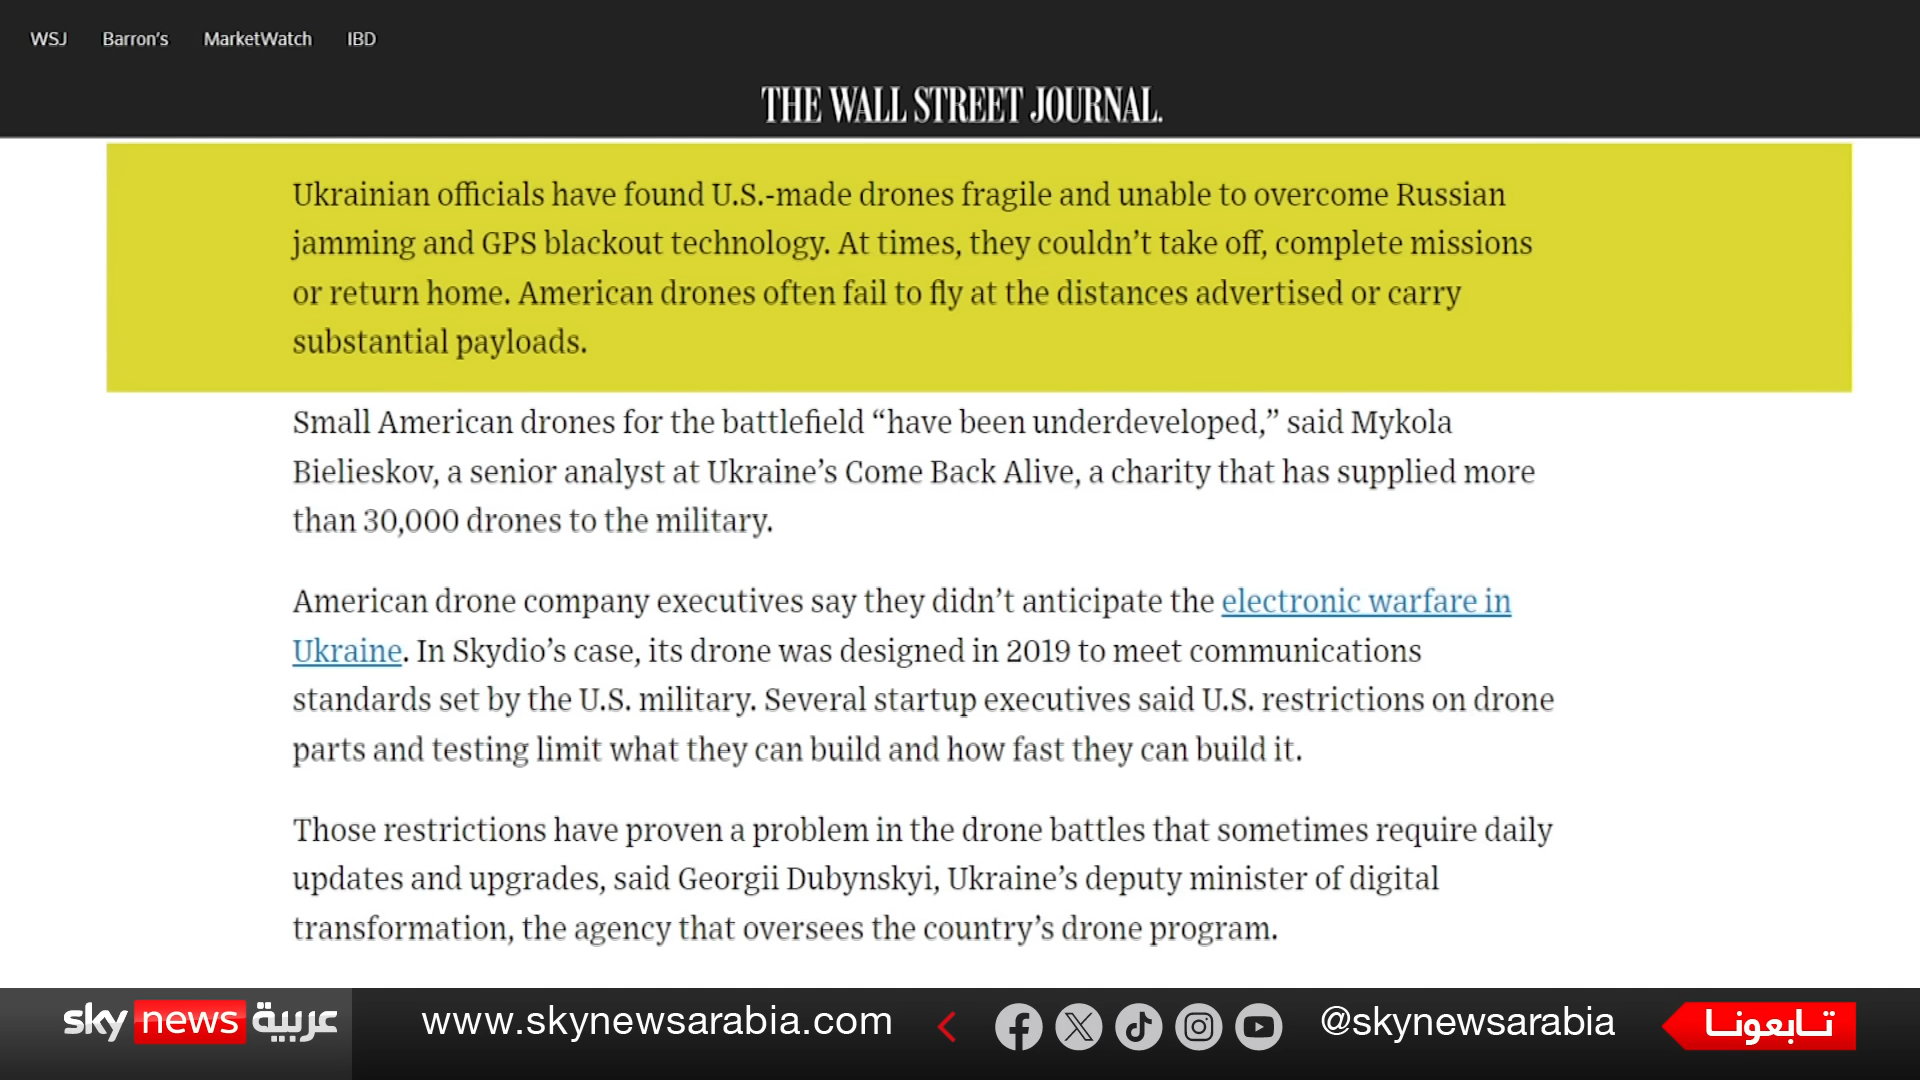 WSJ Barron's MarketWatch IBD
THE WALL STREET JOURNAL.
Ukrainian officials have found U.S.-made drones fragile and unable to overcome Russian
jamming and GPS blackout technology. At times, they couldn’t take off, complete missions
or return home. American drones often fail to fly at the distances advertised or carry
substantial payloads.
Small American drones for the battlefield “have been underdeveloped,” said Mykola
Bielieskov, a senior analyst at Ukraine’s Come Back Alive, a charity that has supplied more
than 30,000 drones to the military.
American drone company executives say they didn’t anticipate the electronic warfare in
Ukraine. In Skydio’s case, its drone was designed in 2019 to meet communications
standards set by the U.S. military. Several startup executives said U.S. restrictions on drone
parts and testing limit what they can build and how fast they can build it.
Those restrictions have proven a problem in the drone battles that sometimes require daily
updates and upgrades, said Georgii Dubynskyi, Ukraine’s deputy minister of digital
transformation, the agency that oversees the country’s drone program.
sky news عربية www.skynewsarabia.com @skynewsarabia تـابعونـا